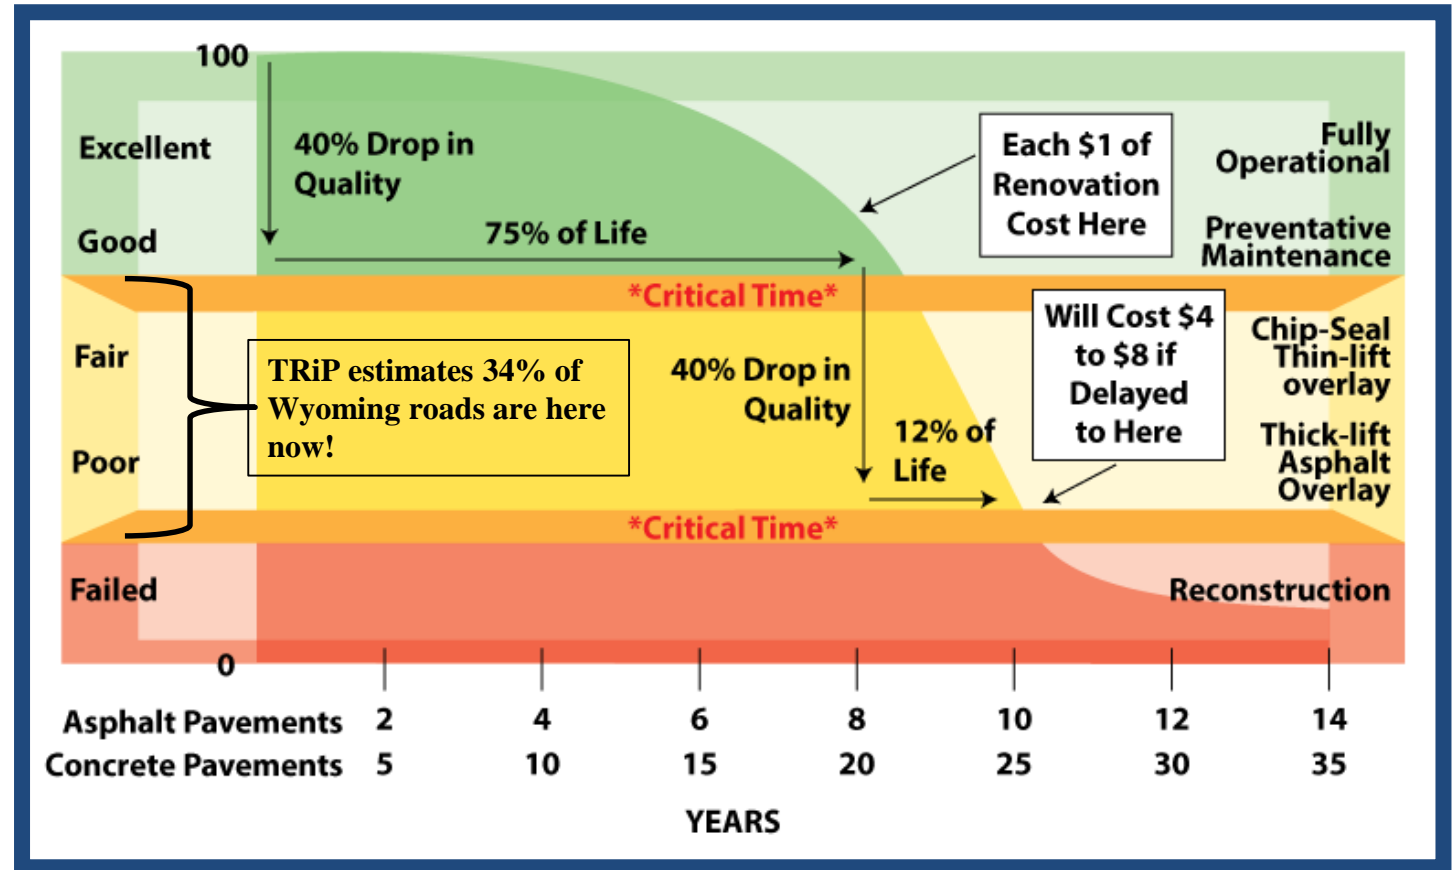 100
Excellent
Good
Fair
Poor
Failed
0
40% Drop in
Quality
75% of Life
*Critical Time*
TRiP estimates 34% of
Wyoming roads are here
now!
40% Drop in
Quality
12% of
Life
*Critical Time*
Each $1 of
Renovation
Cost Here
Will Cost $4
to $8 if
Delayed
to Here
Fully
Operational
Preventative
Maintenance
Chip-Seal
Thin-lift
overlay
Thick-lift
Asphalt
Overlay
Reconstruction
Asphalt Pavements 2 4 6 8 10 12 14
Concrete Pavements 5 10 15 20 25 30 35
YEARS